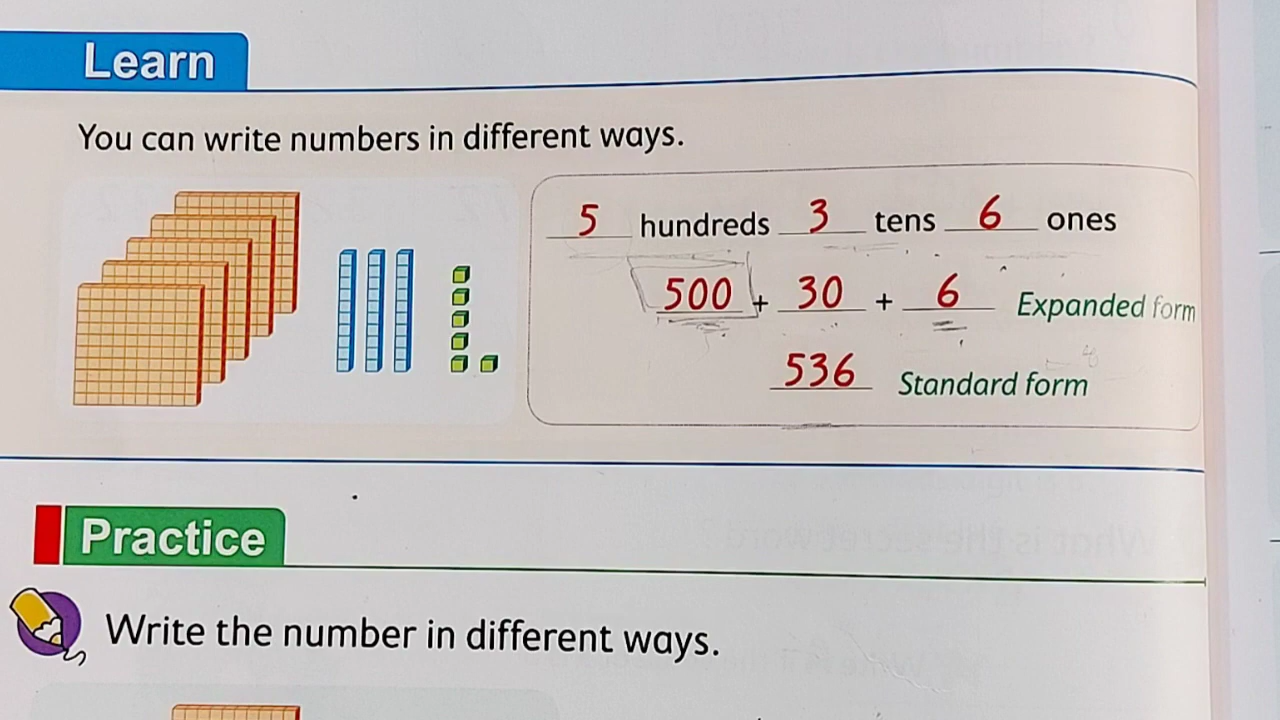 Learn
You can write numbers in different ways.
5 hundreds 3 tens 6 ones
500 + 30 + 6 Expanded form
536 Standard form
Practice
Write the number in different ways.